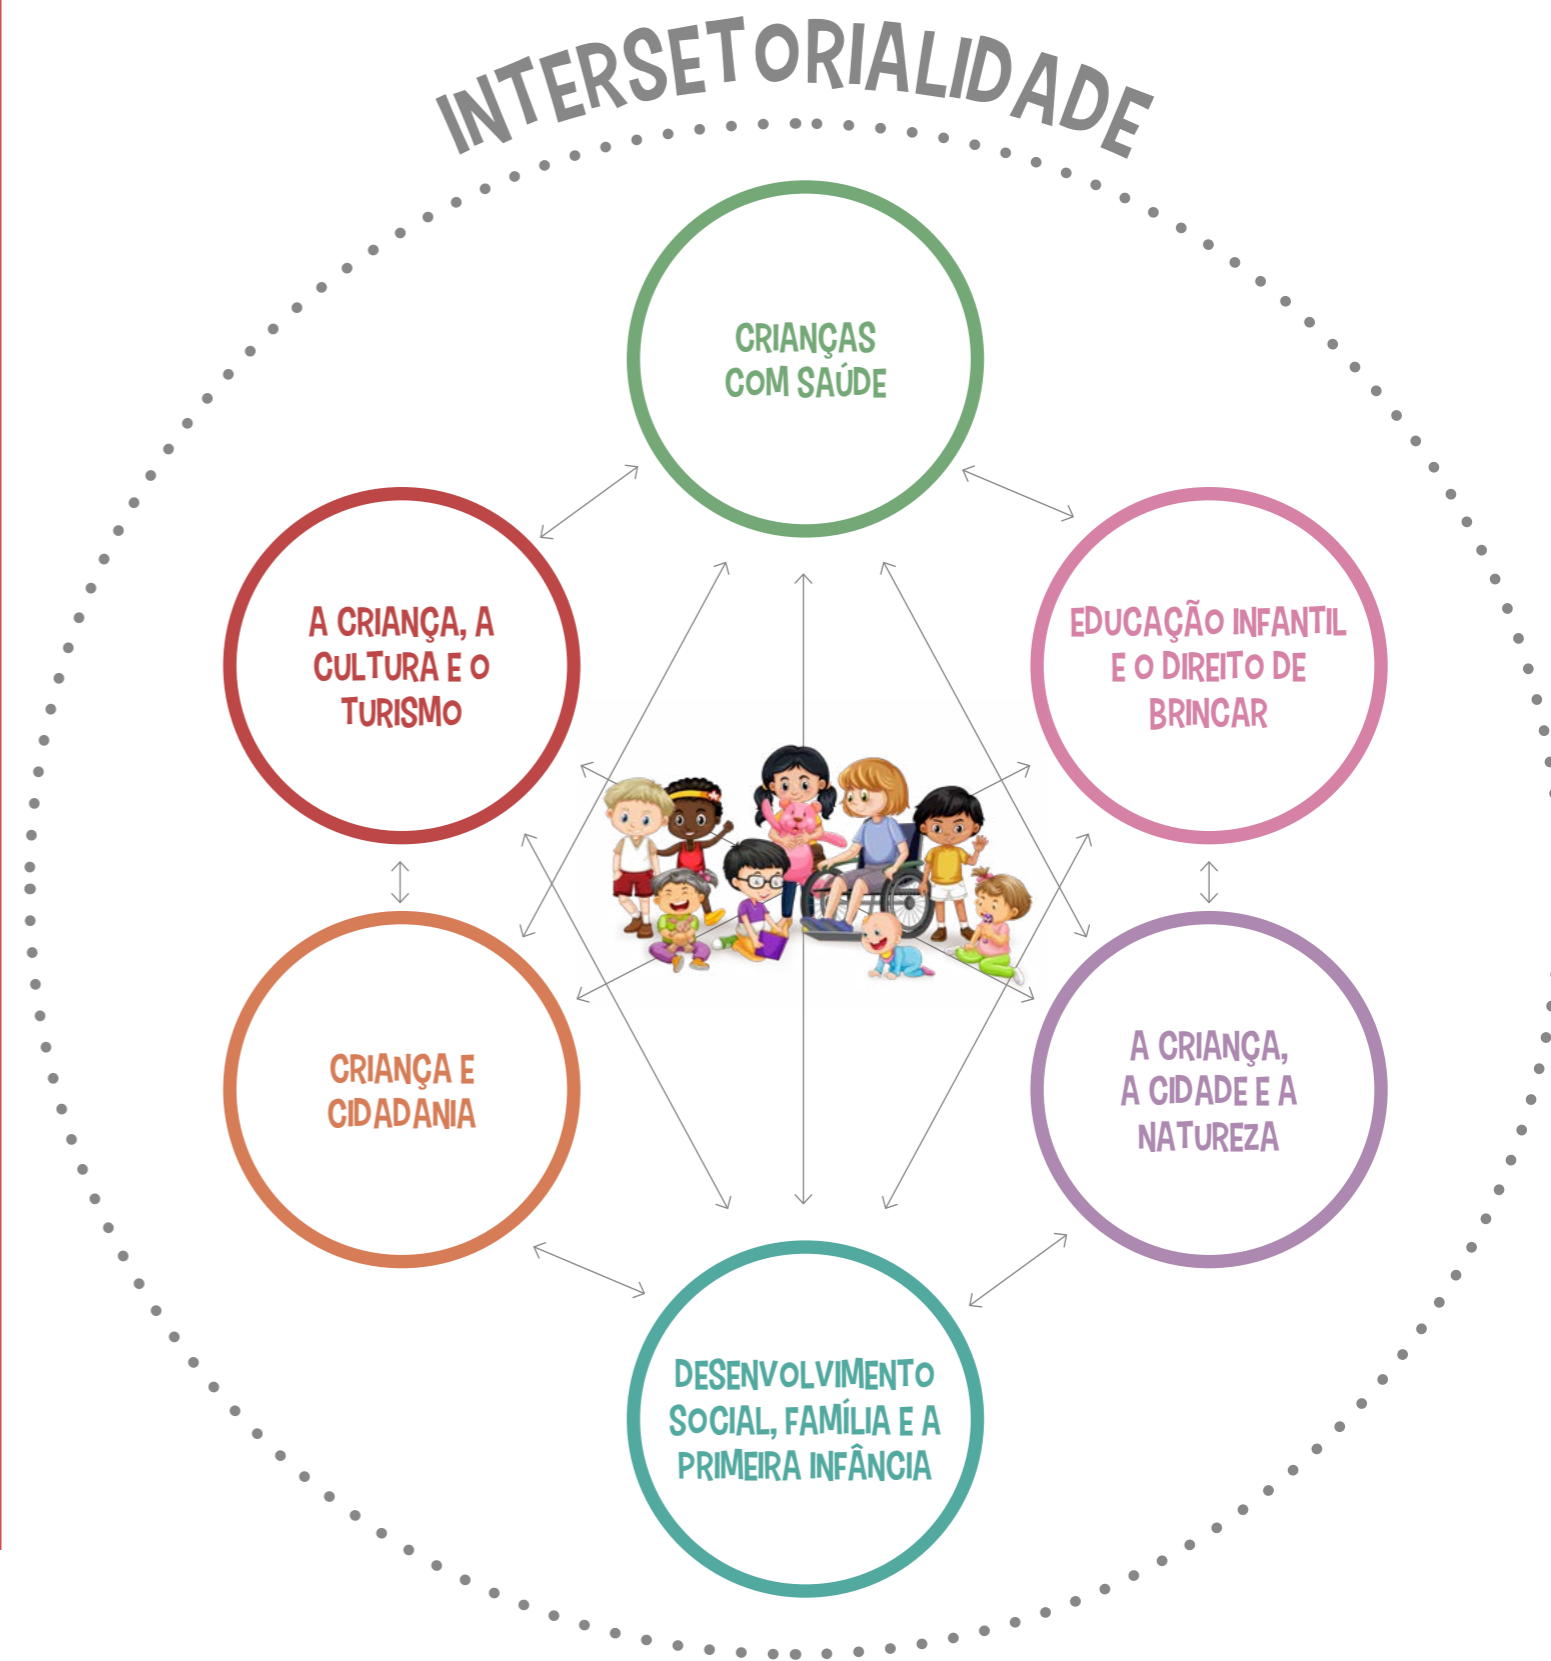 INTERSETORIALIDADE
CRIANÇAS
COM SAÚDE
A CRIANÇA, A
CULTURA E O
TURISMO
EDUCAÇÃO INFANTIL
E O DIREITO DE
BRINCAR
CRIANÇA E
CIDADANIA
A CRIANÇA,
A CIDADE E A
NATUREZA
DESENVOLVIMENTO
SOCIAL, FAMÍLIA E A
PRIMEIRA INFÂNCIA